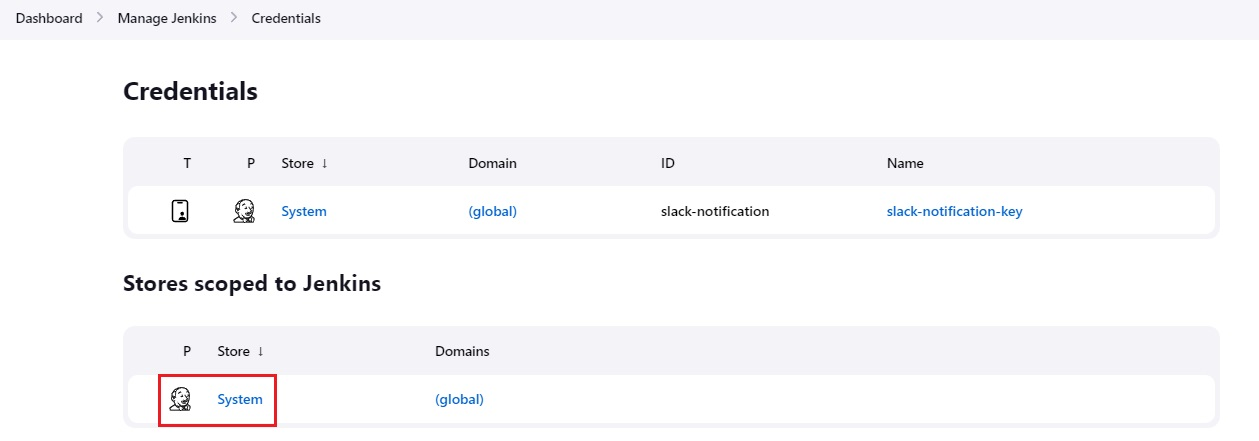 Dashboard > Manage Jenkins > Credentials
Credentials
T P Store ↓ Domain ID Name
System (global) slack-notification slack-notification-key
Stores scoped to Jenkins
P Store ↓ Domains
System (global)